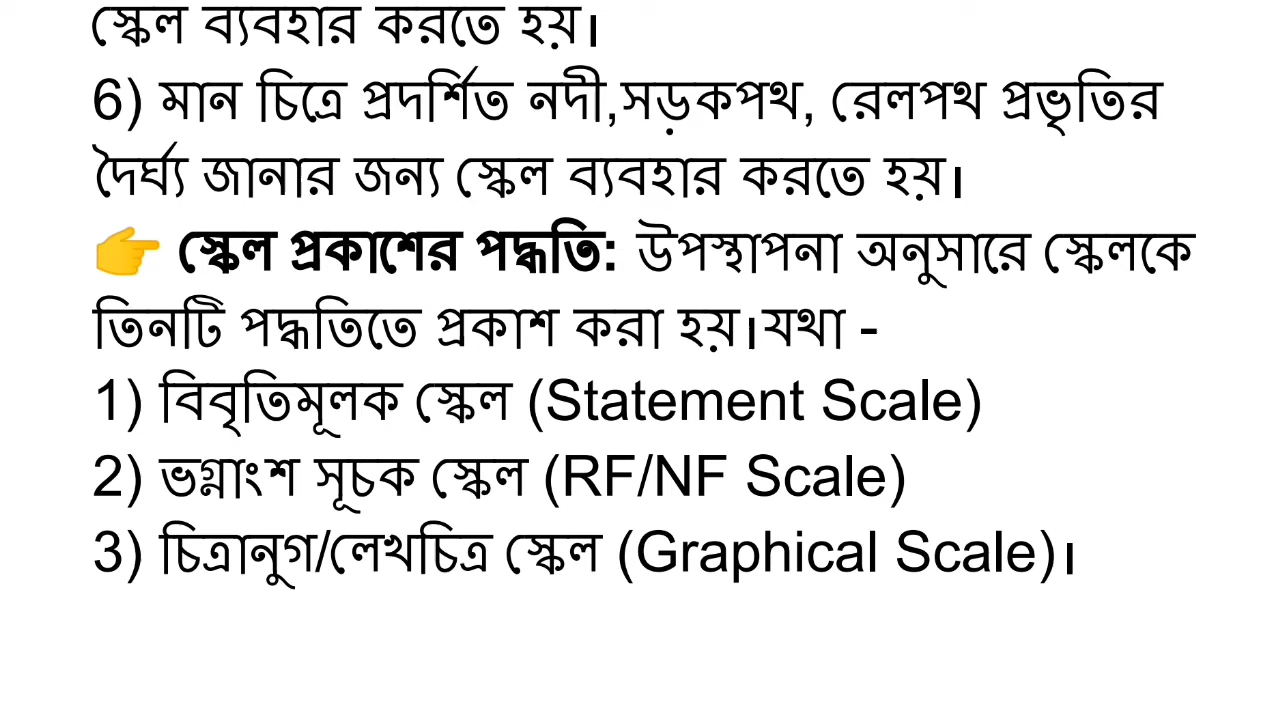 স্কেল ব্যবহার করতে হয়।
6) মান চিত্রে প্রদর্শিত নদী,সড়কপথ, রেলপথ প্রভৃতির
দৈর্ঘ্য জানার জন্য স্কেল ব্যবহার করতে হয়।
👉 স্কেল প্রকাশের পদ্ধতি: উপস্থাপনা অনুসারে স্কেলকে
তিনটি পদ্ধতিতে প্রকাশ করা হয়।যথা -
1) বিবৃতিমূলক স্কেল (Statement Scale)
2) ভগ্নাংশ সূচক স্কেল (RF/NF Scale)
3) চিত্রানুগ/লেখচিত্র স্কেল (Graphical Scale)।